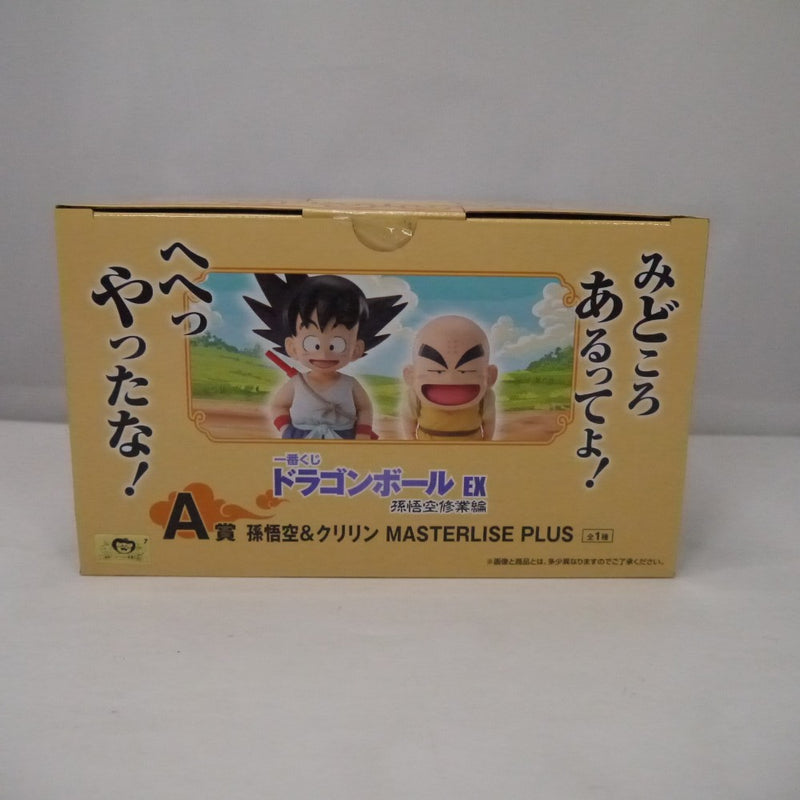 みどころ
あるってよ!
へへっ
やったな!
一番くじ
ドラゴンボール EX
孫悟空修業編
A賞 孫悟空&クリリン MASTERLISE PLUS 全1種
※画像と商品とは、多少異なりますのでご了承ください。
7